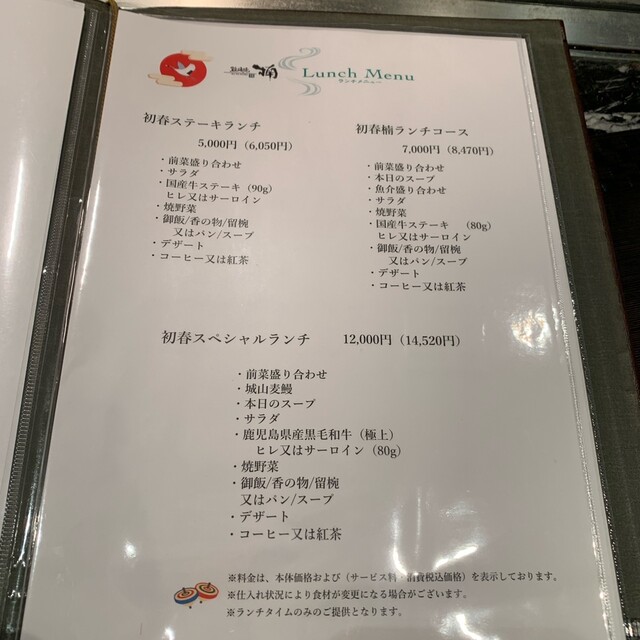 Lunch Menu
ランチメニュー
初春ステーキランチ
5,000円（6,050円）
・前菜盛り合わせ
・サラダ
・国産牛ステーキ（90g）
ヒレ又はサーロイン
・焼野菜
・御飯/香の物/留椀
又はパン/スープ
・デザート
・コーヒー又は紅茶
初春楠ランチコース
7,000円（8,470円）
・前菜盛り合わせ
・本日のスープ
・魚介盛り合わせ
・サラダ
・焼野菜
・国産牛ステーキ （80g）
ヒレ又はサーロイン
・御飯/香の物/留椀
又はパン/スープ
・デザート
・コーヒー又は紅茶
初春スペシャルランチ 12,000円（14,520円）
・前菜盛り合わせ
・城山麦鰻
・本日のスープ
・サラダ
・鹿児島県産黒毛和牛（極上）
ヒレ又はサーロイン（80g）
・焼野菜
・御飯/香の物/留椀
又はパン/スープ
・デザート
・コーヒー又は紅茶
※料金は、本体価格および（サービス料・消費税込価格）を表示しております。
※仕入れ状況により食材が変更になる場合がございます。
※ランチタイムのみのご提供となります。